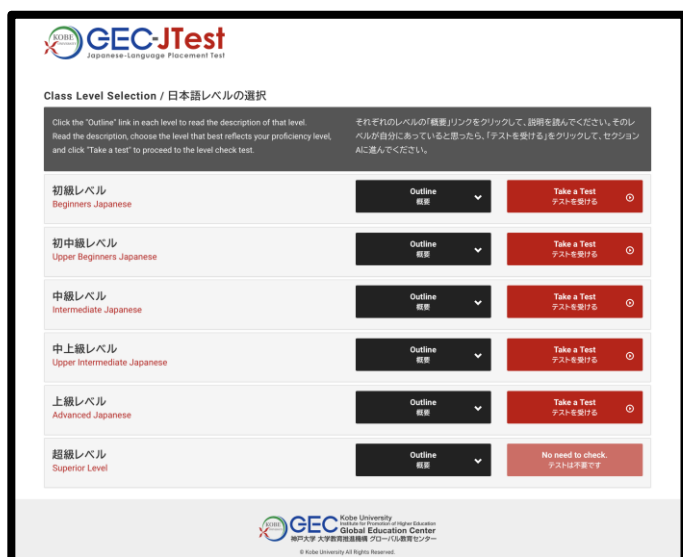 KOBE
UNIVERSITY
GEC-JTest
Japanese-Language Placement Test
Class Level Selection / 日本語レベルの選択
Click the "Outline" link in each level to read the description of that level.
Read the description, choose the level that best reflects your proficiency level,
and click "Take a test" to proceed to the level check test.
それぞれのレベルの「概要」リンクをクリックして、説明を読んでください。そのレ
ベルが自分にあっていると思ったら、「テストを受ける」をクリックして、セクション
Aに進んでください。
初級レベル
Beginners Japanese
Outline
概要
Take a Test
テストを受ける
初中級レベル
Upper Beginners Japanese
Outline
概要
Take a Test
テストを受ける
中級レベル
Intermediate Japanese
Outline
概要
Take a Test
テストを受ける
中上級レベル
Upper Intermediate Japanese
Outline
概要
Take a Test
テストを受ける
上級レベル
Advanced Japanese
Outline
概要
Take a Test
テストを受ける
超級レベル
Superior Level
Outline
概要
No need to check.
テストは不要です
KOBE
GEC
Kobe University
Institute for Promotion of Higher Education
Global Education Center
神戸大学 大学教育推進機構 グローバル教育センター
© Kobe University All Rights Reserved.